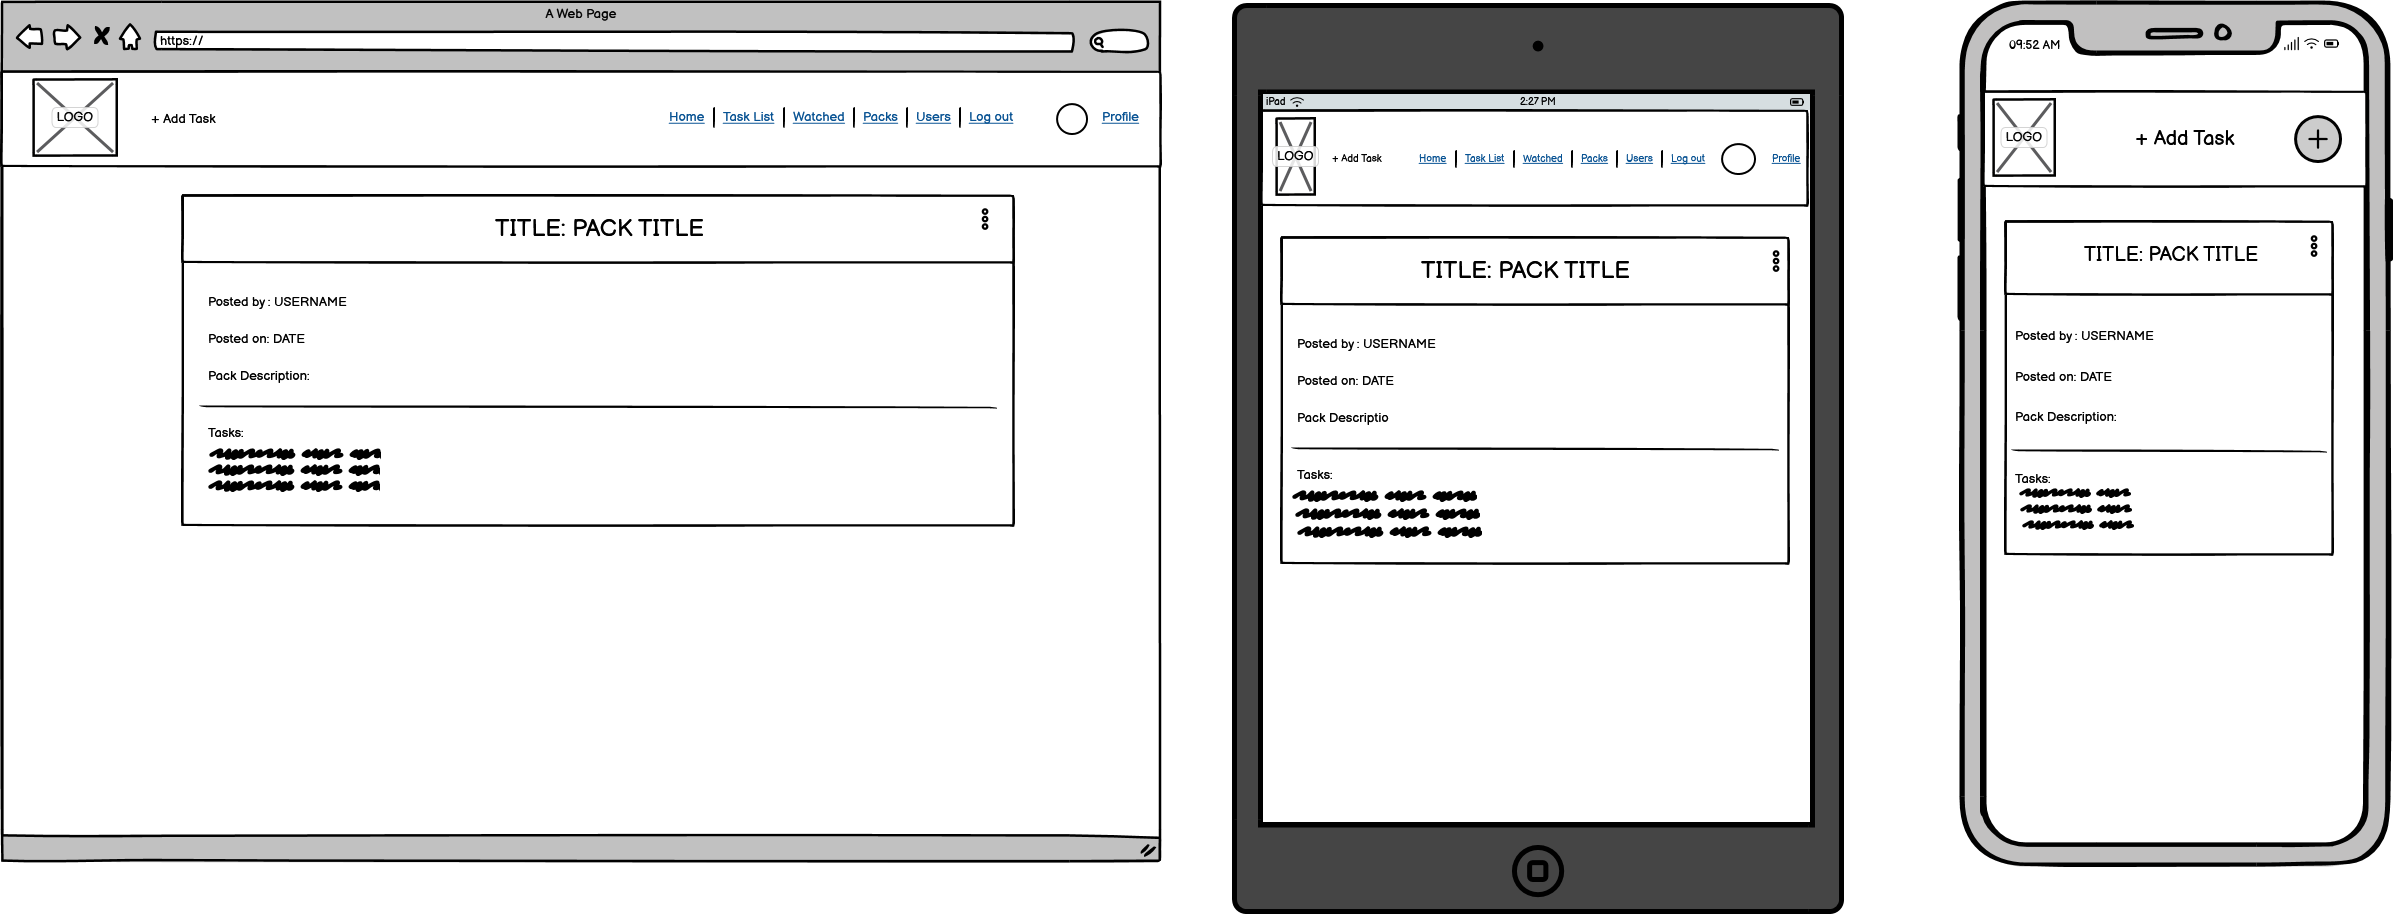 A Web Page
https://
LOGO
+ Add Task
Home | Task List | Watched | Packs | Users | Log out
Profile
TITLE: PACK TITLE
Posted by : USERNAME
Posted on: DATE
Pack Description:
Tasks:
iPad
2:27 PM
LOGO
+ Add Task
Home | Task List | Watched | Packs | Users | Log out
Profile
TITLE: PACK TITLE
Posted by : USERNAME
Posted on: DATE
Pack Descriptio
Tasks:
09:52 AM
LOGO
+ Add Task
TITLE: PACK TITLE
Posted by : USERNAME
Posted on: DATE
Pack Description:
Tasks: